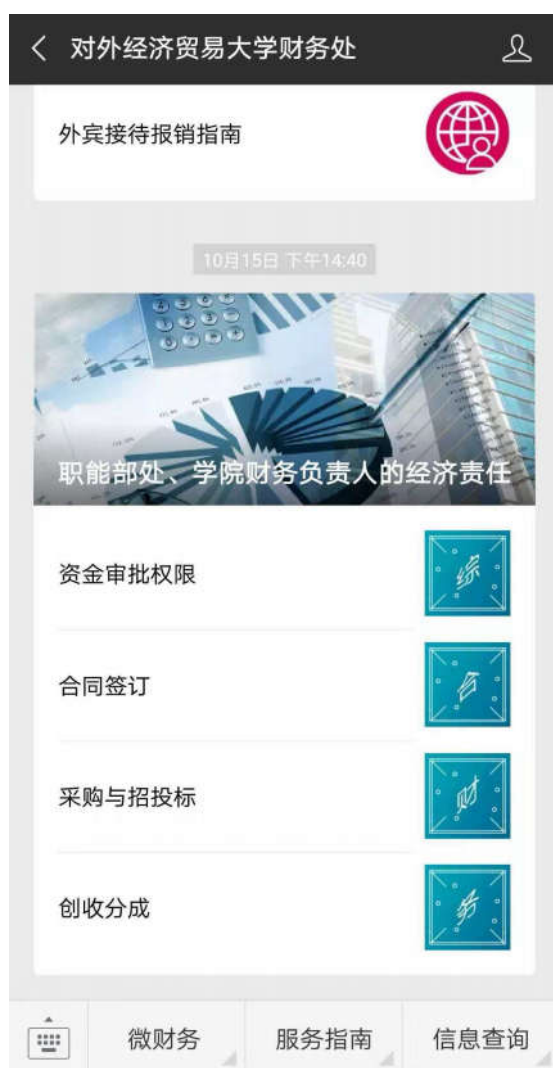 对外经济贸易大学财务处
外宾接待报销指南
10月15日 下午14:40
职能部处、学院财务负责人的经济责任
资金审批权限
综
合同签订
合
采购与招投标
财
创收分成
务
微财务
服务指南
信息查询